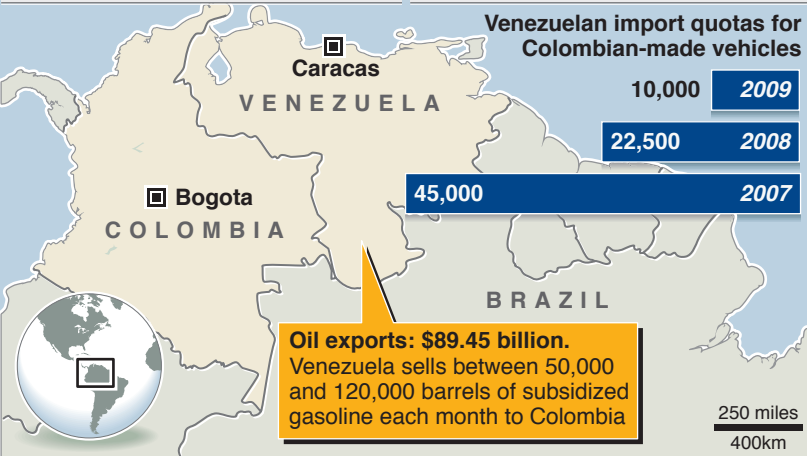 Venezuelan import quotas for
Colombian-made vehicles
10,000 2009
22,500 2008
45,000 2007
Caracas
VENEZUELA
Bogota
COLOMBIA
BRAZIL
Oil exports: $89.45 billion.
Venezuela sells between 50,000
and 120,000 barrels of subsidized
gasoline each month to Colombia
250 miles
400km